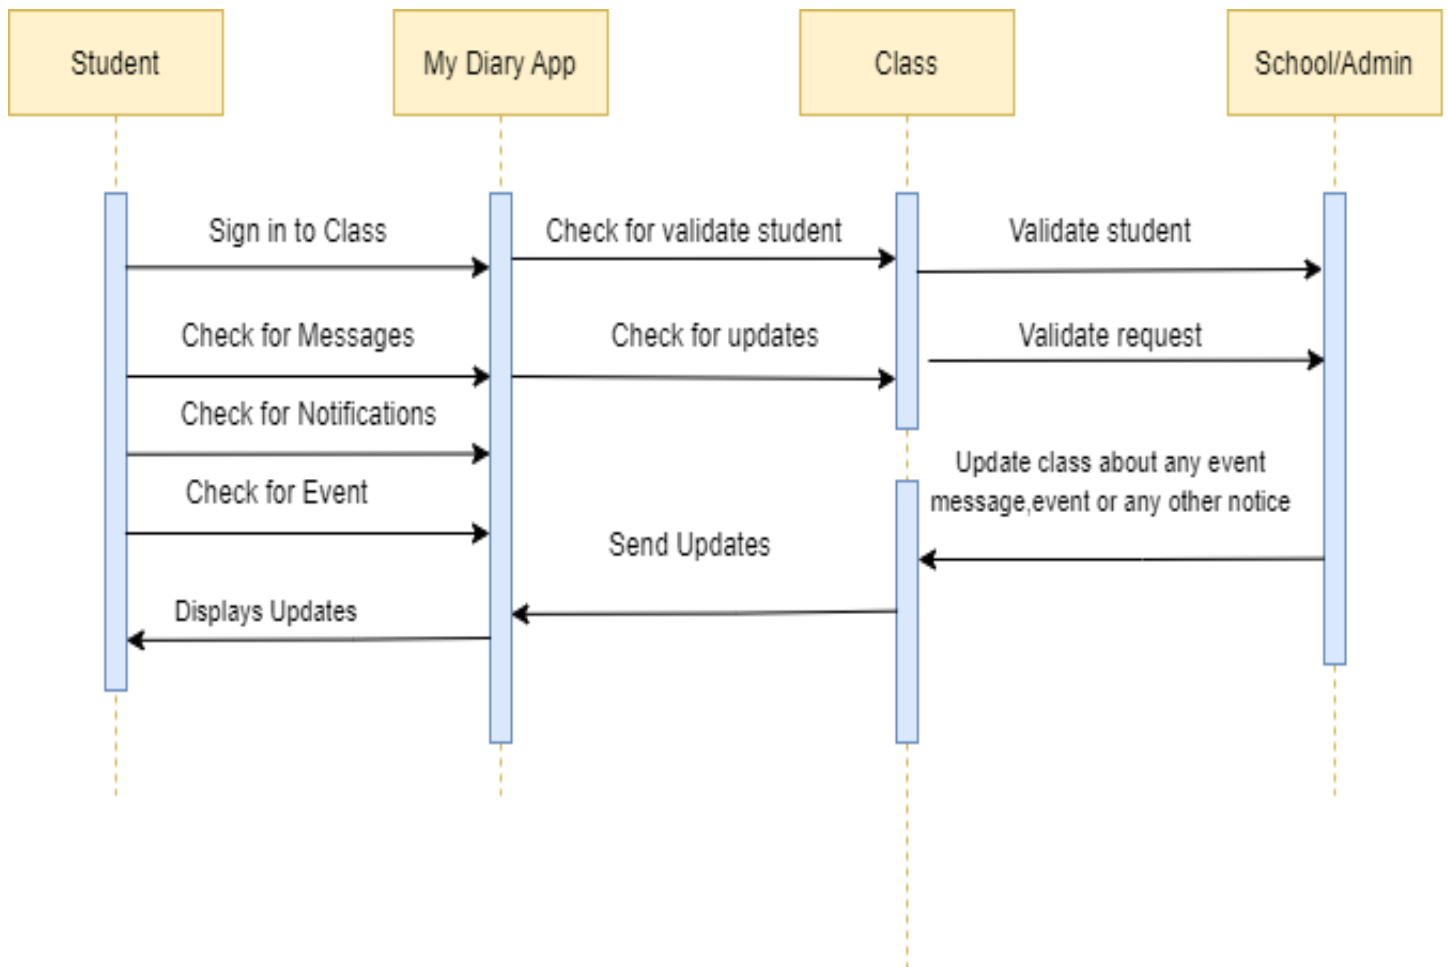 Student
My Diary App
Class
School/Admin
Sign in to Class
Check for validate student
Validate student
Check for Messages
Check for updates
Validate request
Check for Notifications
Update class about any event
message,event or any other notice
Check for Event
Send Updates
Displays Updates